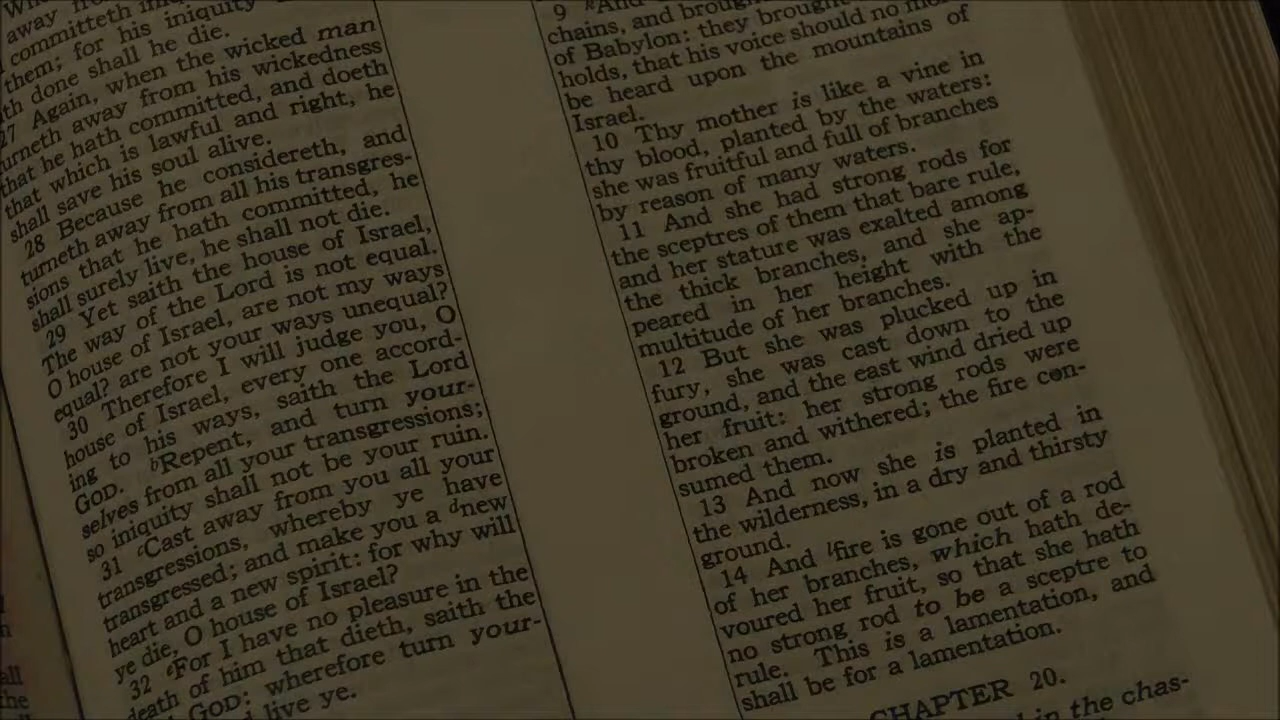 away from
committeth
them; for his iniquity
th done shall he die.
27 Again, when the wicked man
urneth away from his wickedness
that he hath committed, and doeth
that which is lawful and right, he
shall save his soul alive.
28 Because he considereth, and
turneth away from all his transgres-
sions that he hath committed, he
shall surely live, he shall not die.
29 Yet saith the house of Israel,
The way of the Lord is not equal.
O house of Israel, are not my ways
equal? are not your ways unequal?
30 Therefore I will judge you, O
house of Israel, every one accord-
ing to his ways, saith the Lord
GOD. bRepent, and turn your-
selves from all your transgressions;
so iniquity shall not be your ruin.
31 cCast away from you all your
transgressions, whereby ye have
transgressed; and make you a dnew
heart and a new spirit: for why will
ye die, O house of Israel?
32 eFor I have no pleasure in the
death of him that dieth, saith the
GOD: wherefore turn your-
live ye.
9 And
chains, and
of Babylon: they brought
holds, that his voice should no
be heard upon the mountains of
Israel.
10 Thy mother is like a vine in
thy blood, planted by the waters:
she was fruitful and full of branches
by reason of many waters.
11 And she had strong rods for
the sceptres of them that bare rule,
and her stature was exalted among
the thick branches, and she ap-
peared in her height with the
multitude of her branches.
12 But she was plucked up in
fury, she was cast down to the
ground, and the east wind dried up
her fruit: her strong rods were
broken and withered; the fire con-
sumed them.
13 And now she is planted in
the wilderness, in a dry and thirsty
ground.
14 And lfire is gone out of a rod
of her branches, which hath de-
voured her fruit, so that she hath
no strong rod to be a sceptre to
rule. This is a lamentation, and
shall be for a lamentation.
CHAPTER 20.
in the chas-
all
the